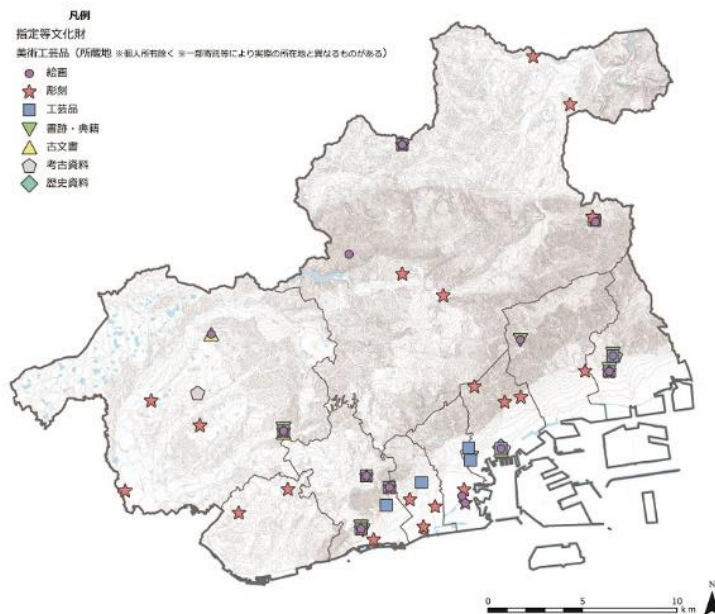 凡例
指定等文化財
美術工芸品（所蔵地 ※個人所有除く ※一部寄託等により実際の所在地と異なるものがある）
絵画
彫刻
工芸品
書跡・典籍
古文書
考古資料
歴史資料
N
0 5 10
km